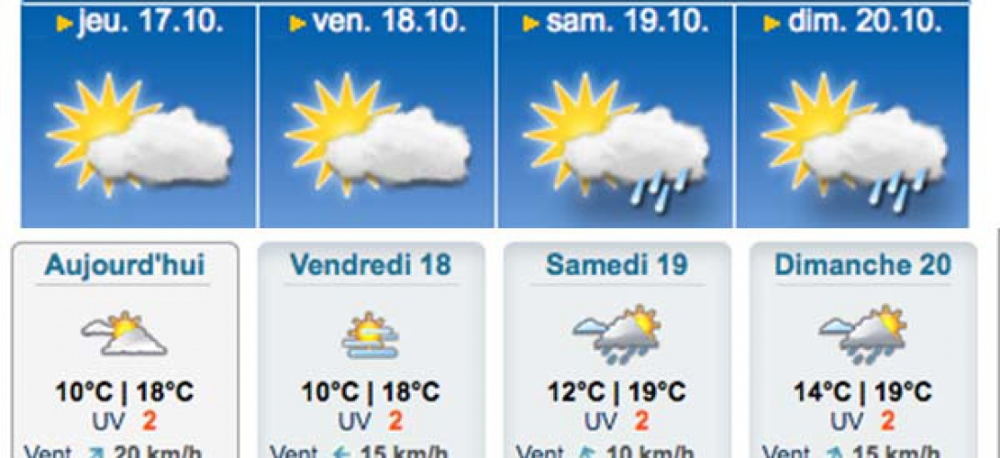 jeu. 17.10. ven. 18.10. sam. 19.10. dim. 20.10.
Aujourd'hui Vendredi 18 Samedi 19 Dimanche 20
10°C | 18°C 10°C | 18°C 12°C | 19°C 14°C | 19°C
UV 2 UV 2 UV 2 UV 2
Vent 20 km/h Vent 15 km/h Vent 10 km/h Vent 15 km/h